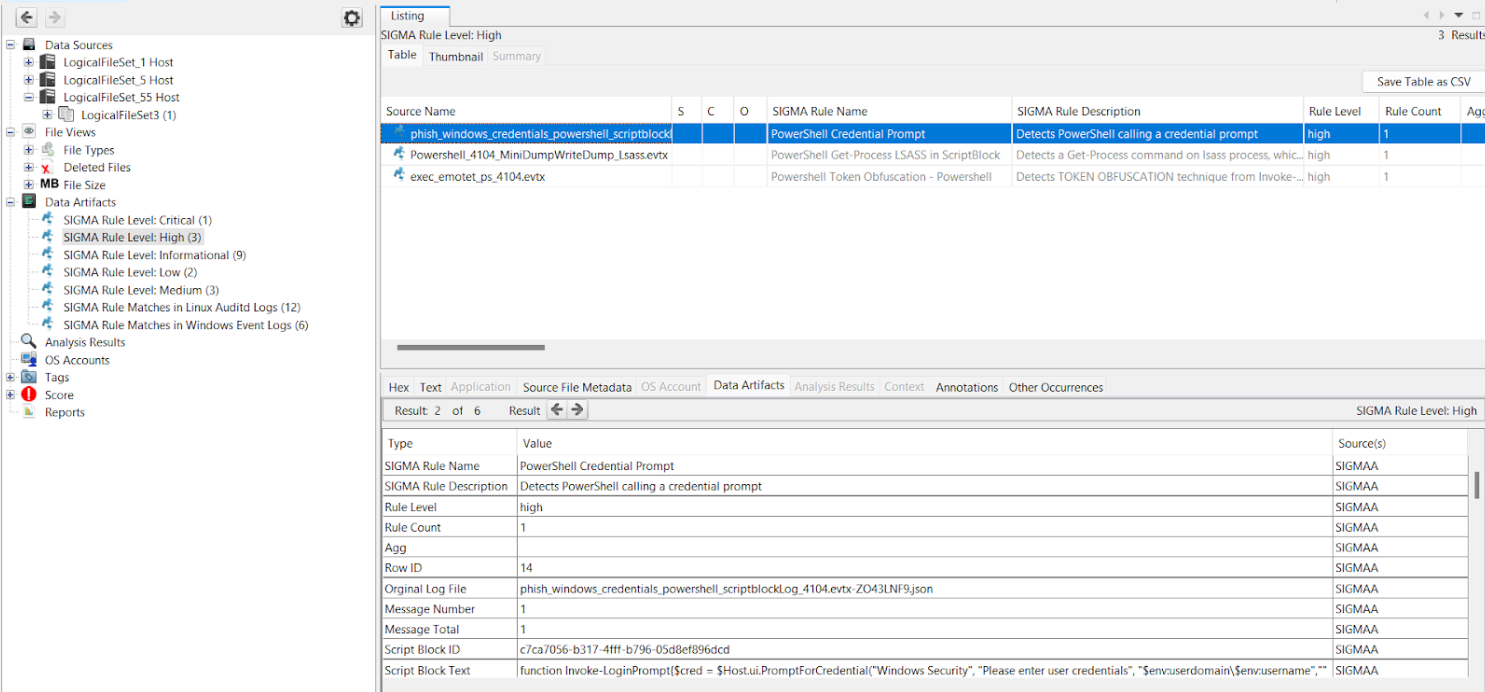 Data Sources
LogicalFileSet_1 Host
LogicalFileSet_5 Host
LogicalFileSet_55 Host
LogicalFileSet3 (1)
File Views
File Types
Deleted Files
MB File Size
Data Artifacts
SIGMA Rule Level: Critical (1)
SIGMA Rule Level: High (3)
SIGMA Rule Level: Informational (9)
SIGMA Rule Level: Low (2)
SIGMA Rule Level: Medium (3)
SIGMA Rule Matches in Linux Auditd Logs (12)
SIGMA Rule Matches in Windows Event Logs (6)
Analysis Results
OS Accounts
Tags
Score
Reports
Listing
SIGMA Rule Level: High 3 Results
Table Thumbnail Summary
Save Table as CSV
Source Name S C O SIGMA Rule Name SIGMA Rule Description Rule Level Rule Count Agg
phish_windows_credentials_powershell_scriptblockl PowerShell Credential Prompt Detects PowerShell calling a credential prompt high 1
Powershell_4104_MiniDumpWriteDump_Lsass.evtx PowerShell Get-Process LSASS in ScriptBlock Detects a Get-Process command on lsass process, whic... high 1
exec_emotet_ps_4104.evtx Powershell Token Obfuscation - Powershell Detects TOKEN OBFUSCATION technique from Invoke-... high 1
Hex Text Application Source File Metadata OS Account Data Artifacts Analysis Results Context Annotations Other Occurrences
Result: 2 of 6 Result SIGMA Rule Level: High
Type Value Source(s)
SIGMA Rule Name PowerShell Credential Prompt SIGMAA
SIGMA Rule Description Detects PowerShell calling a credential prompt SIGMAA
Rule Level high SIGMAA
Rule Count 1 SIGMAA
Agg SIGMAA
Row ID 14 SIGMAA
Orginal Log File phish_windows_credentials_powershell_scriptblockLog_4104.evtx-ZO43LNF9.json SIGMAA
Message Number 1 SIGMAA
Message Total 1 SIGMAA
Script Block ID c7ca7056-b317-4fff-b796-05d8ef896dcd SIGMAA
Script Block Text function Invoke-LoginPrompt{$cred = $Host.ui.PromptForCredential("Windows Security", "Please enter user credentials", "$env:userdomain\$env:username","" SIGMAA